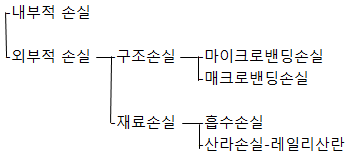 내부적 손실
외부적 손실 구조손실 마이크로밴딩손실
매크로밴딩손실
재료손실 흡수손실
산라손실-레일리산란